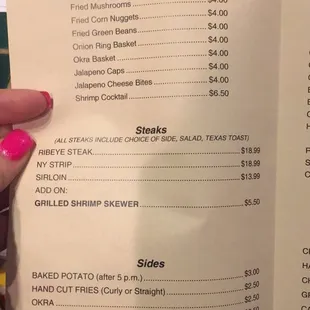 Fried Mushrooms $4.00
Fried Corn Nuggets $4.00
Fried Green Beans $4.00
Onion Ring Basket $4.00
Okra Basket $4.00
Jalapeno Caps $4.00
Jalapeno Cheese Bites $4.00
Shrimp Cocktail $6.50
Steaks
(ALL STEAKS INCLUDE CHOICE OF SIDE, SALAD, TEXAS TOAST)
RIBEYE STEAK $18.99
NY STRIP $18.99
SIRLOIN $13.99
ADD ON:
GRILLED SHRIMP SKEWER $5.50
Sides
BAKED POTATO (after 5 p.m.) $3.00
HAND CUT FRIES (Curly or Straight) $2.50
OKRA $2.50